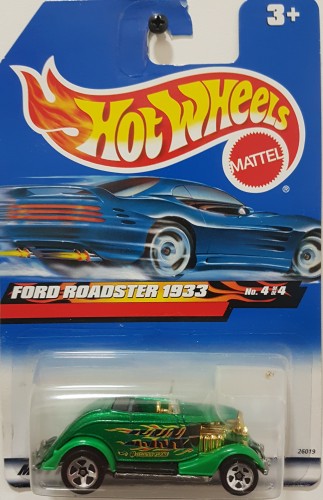 3+
Hot Wheels
MATTEL
®
FORD ROADSTER 1933 No. 4 of 4
26019